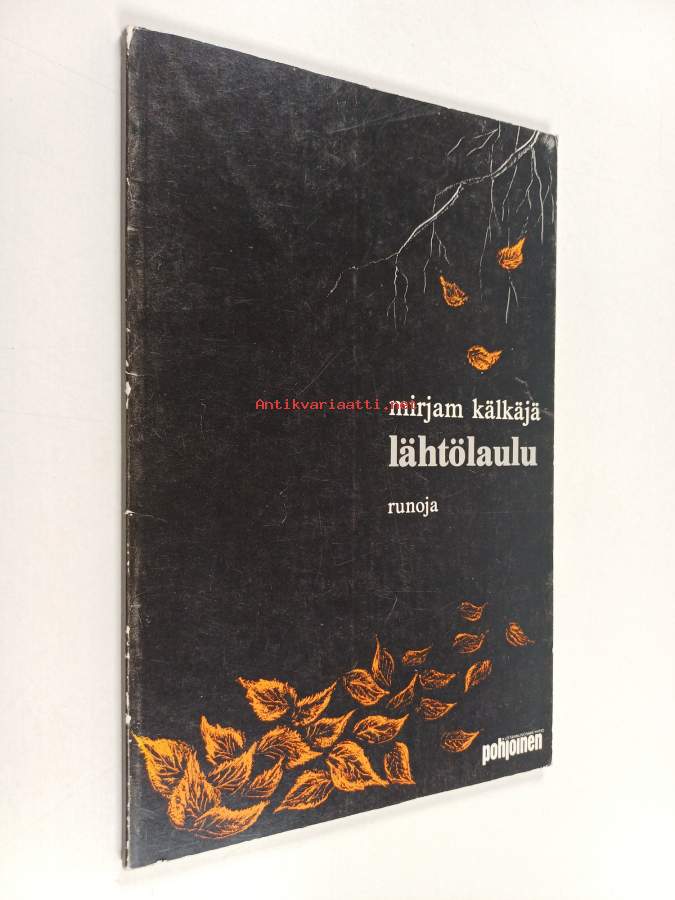 Antikvariaatti.net
mirjam kälkäjä
lähtölaulu
runoja
pohjoinen